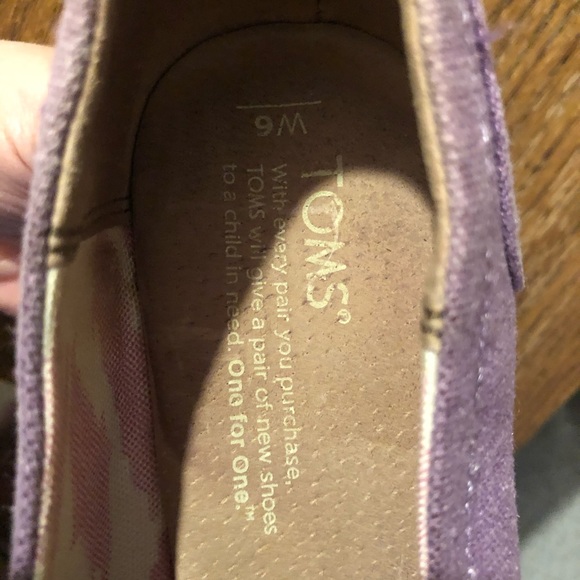 W6
TOMS®
With every pair you purchase,
TOMS will give a pair of new shoes
to a child in need. One for One.™